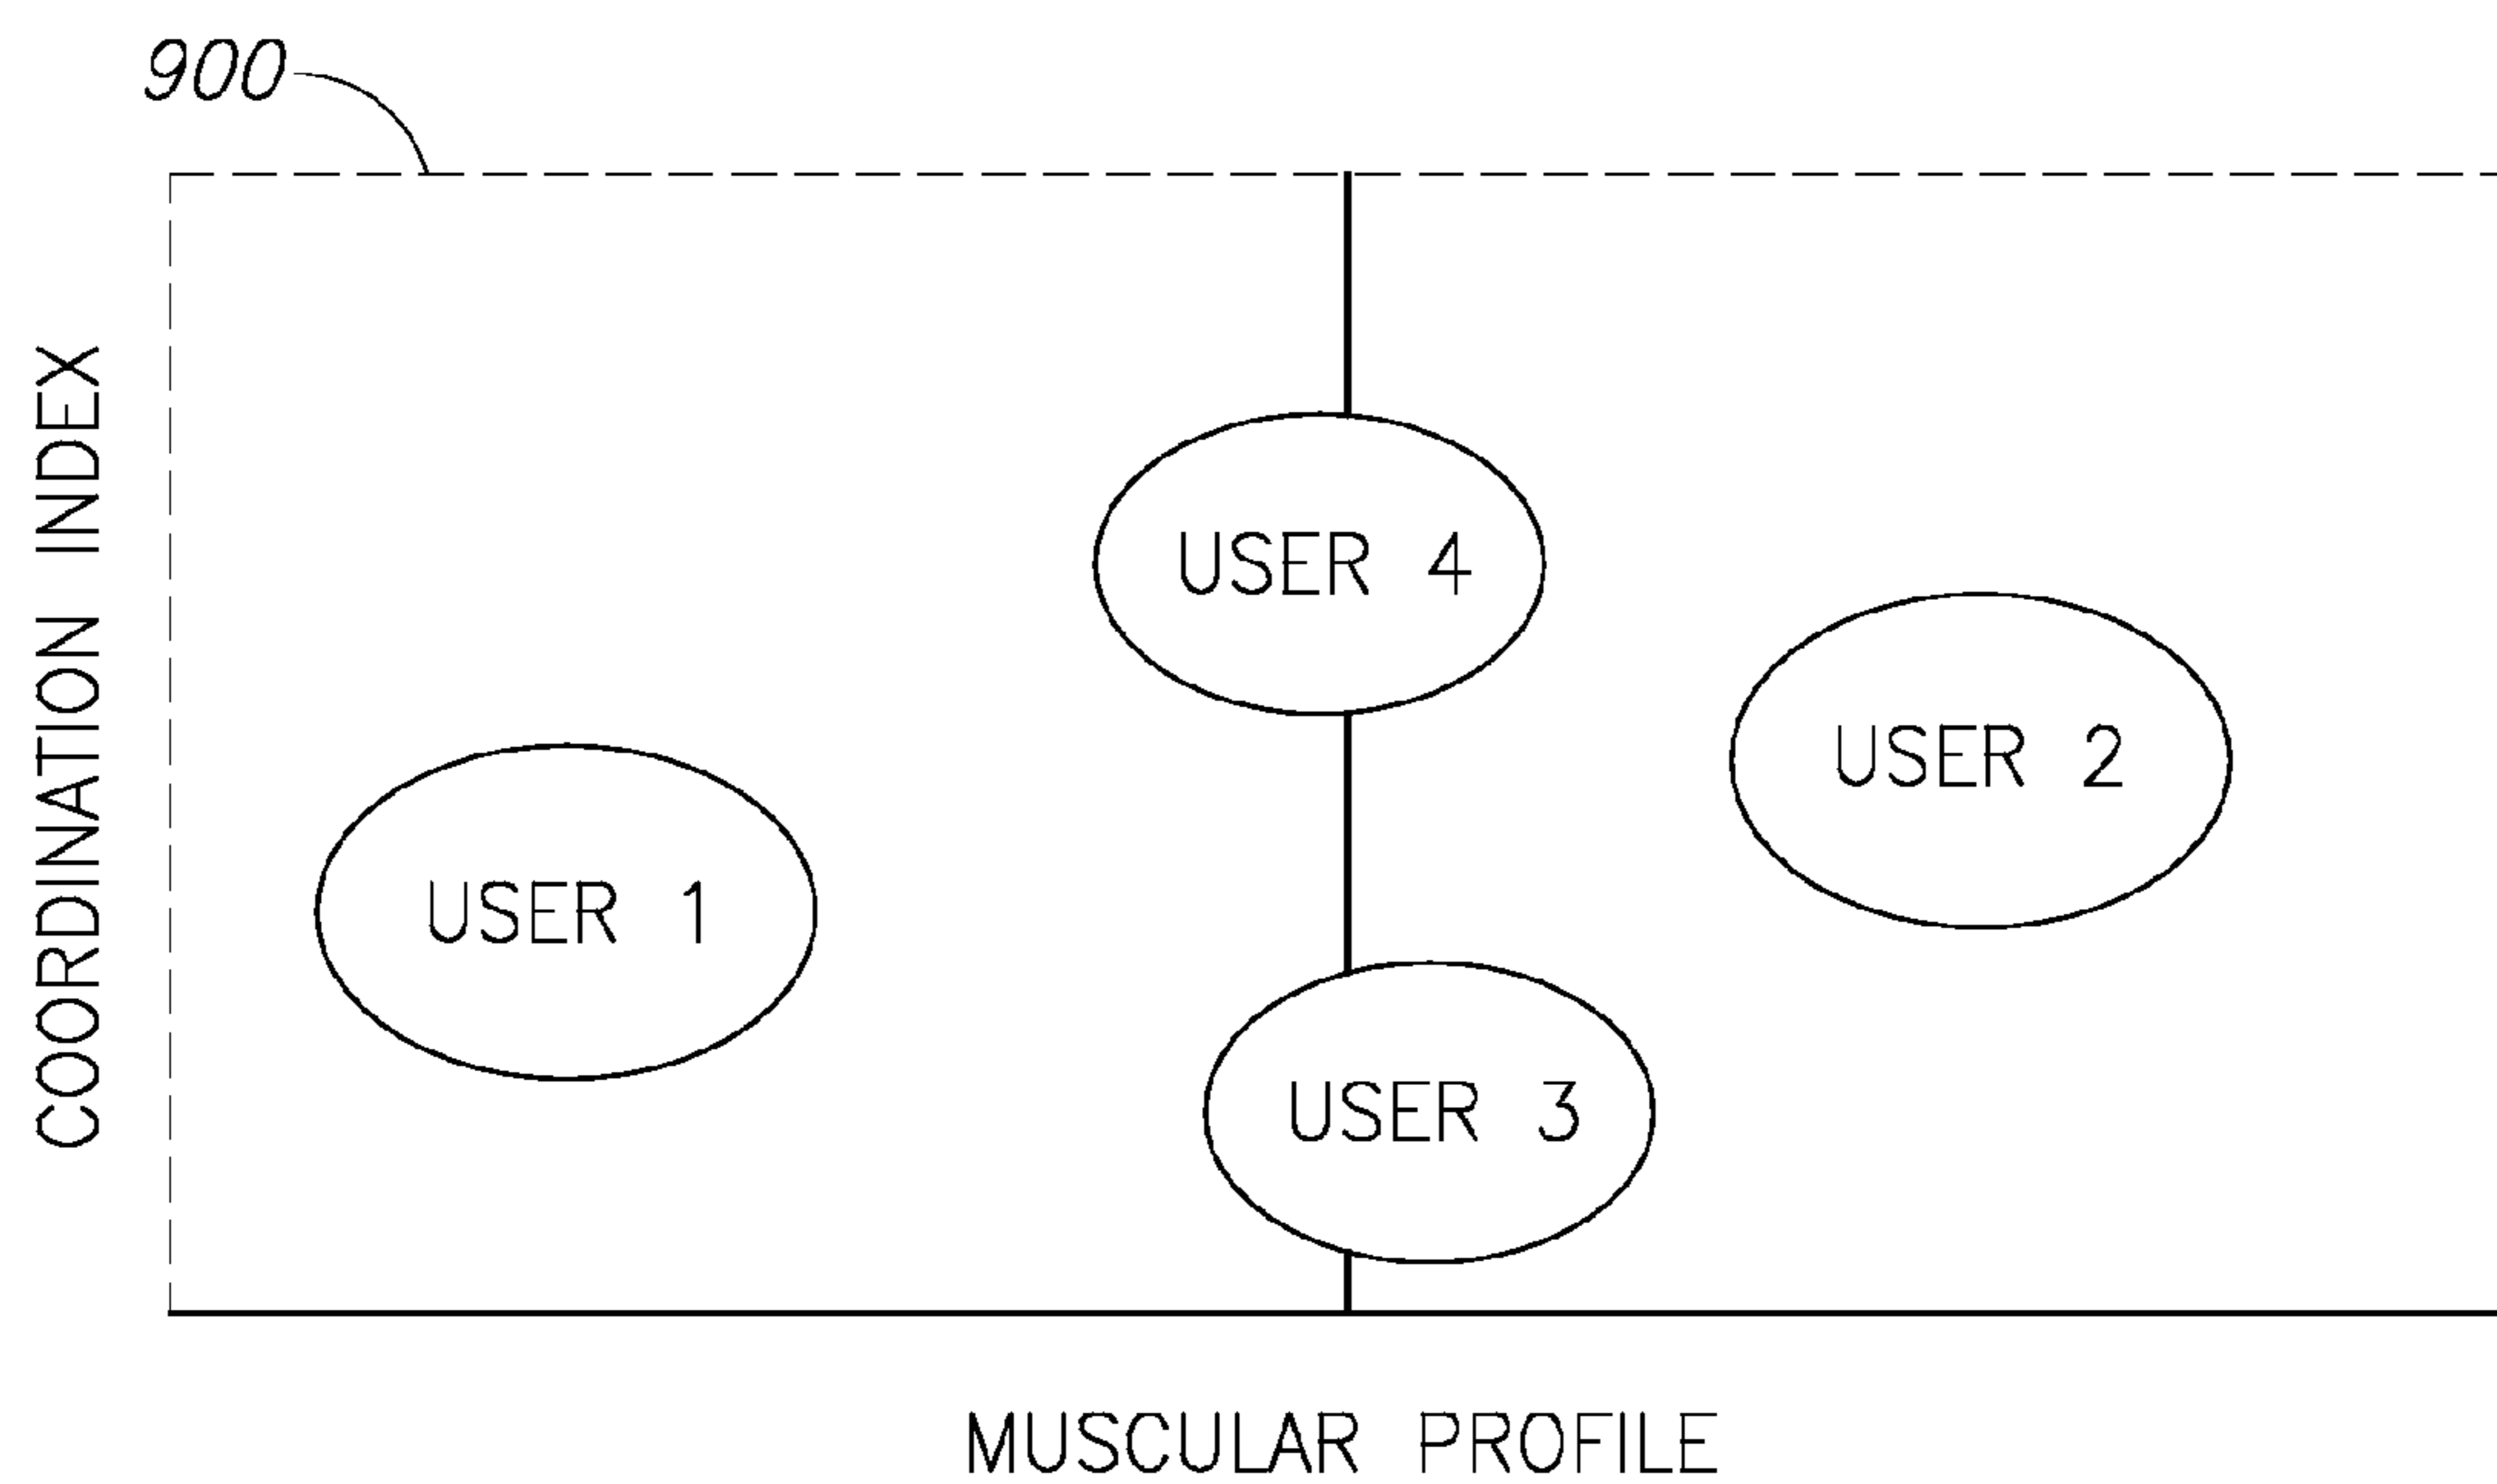 900
COORDINATION INDEX
USER 4
USER 2
USER 1
USER 3
MUSCULAR PROFILE